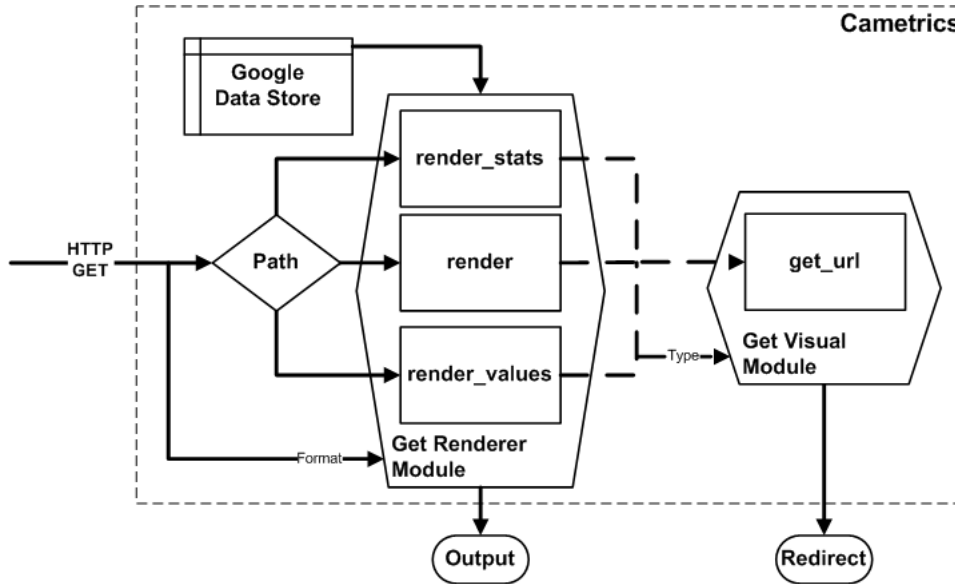 Cametrics
Google
Data Store
render_stats
HTTP
GET
Path
render
get_url
Get Visual
Module
Type
render_values
Get Renderer
Module
Format
Output
Redirect